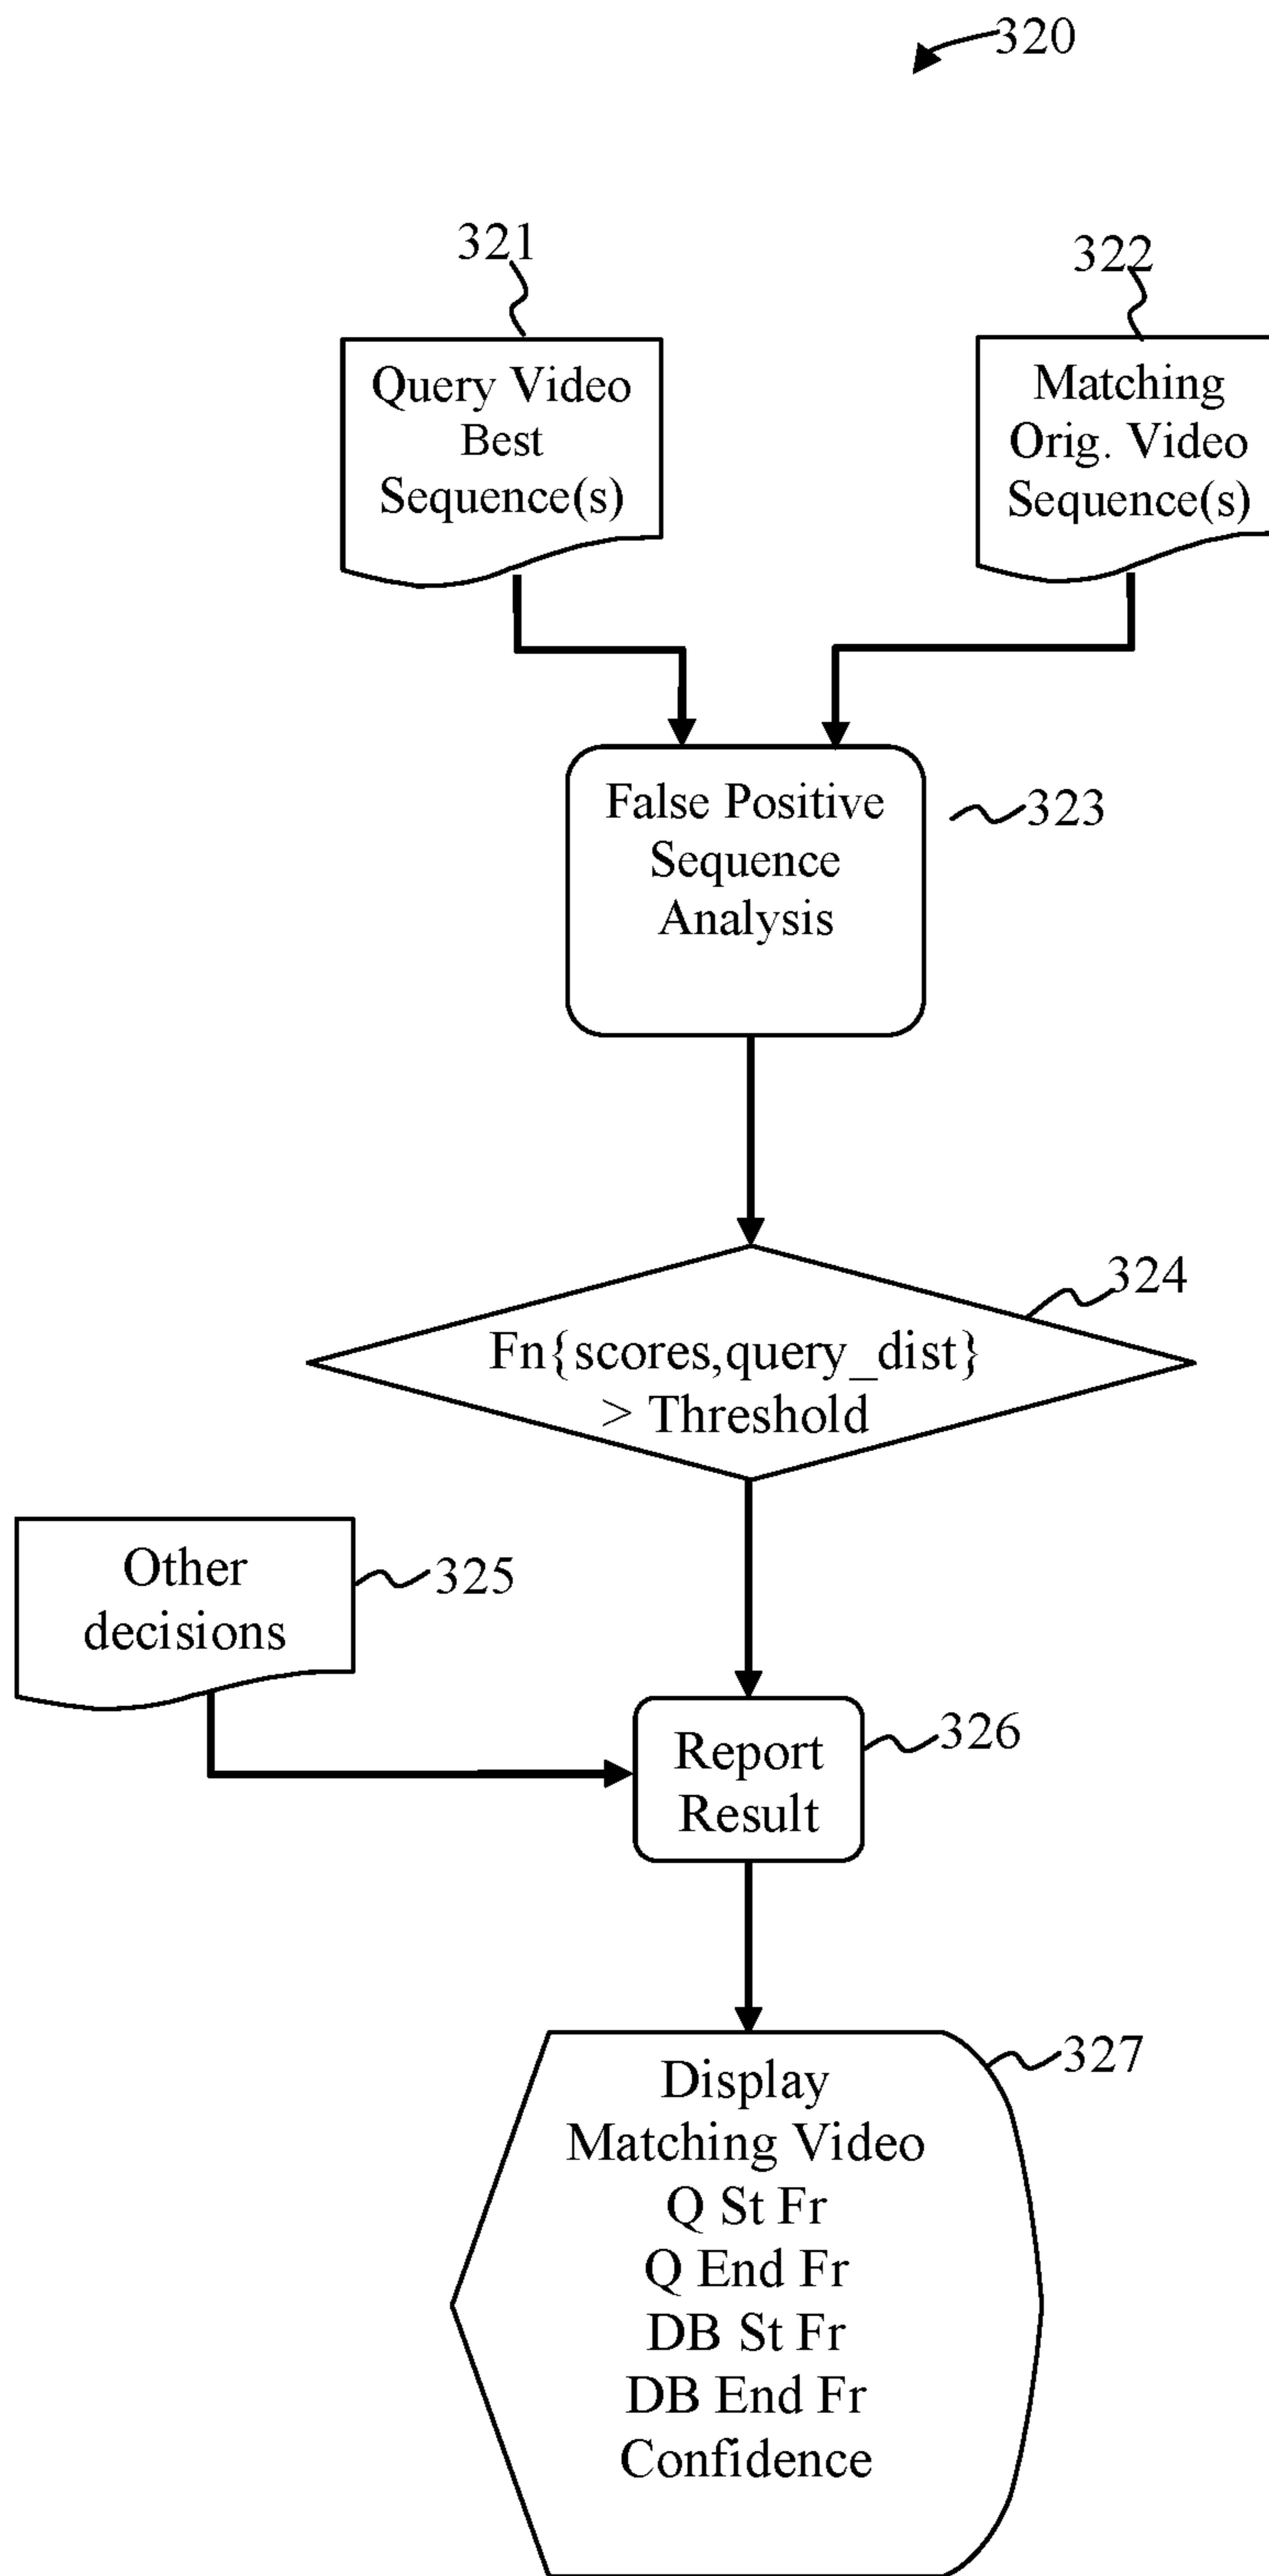 320
321
322
Query Video
Best
Sequence(s)
Matching
Orig. Video
Sequence(s)
False Positive
Sequence
Analysis
323
324
Fn{scores,query_dist}
> Threshold
Other
decisions
325
Report
Result
326
327
Display
Matching Video
Q St Fr
Q End Fr
DB St Fr
DB End Fr
Confidence